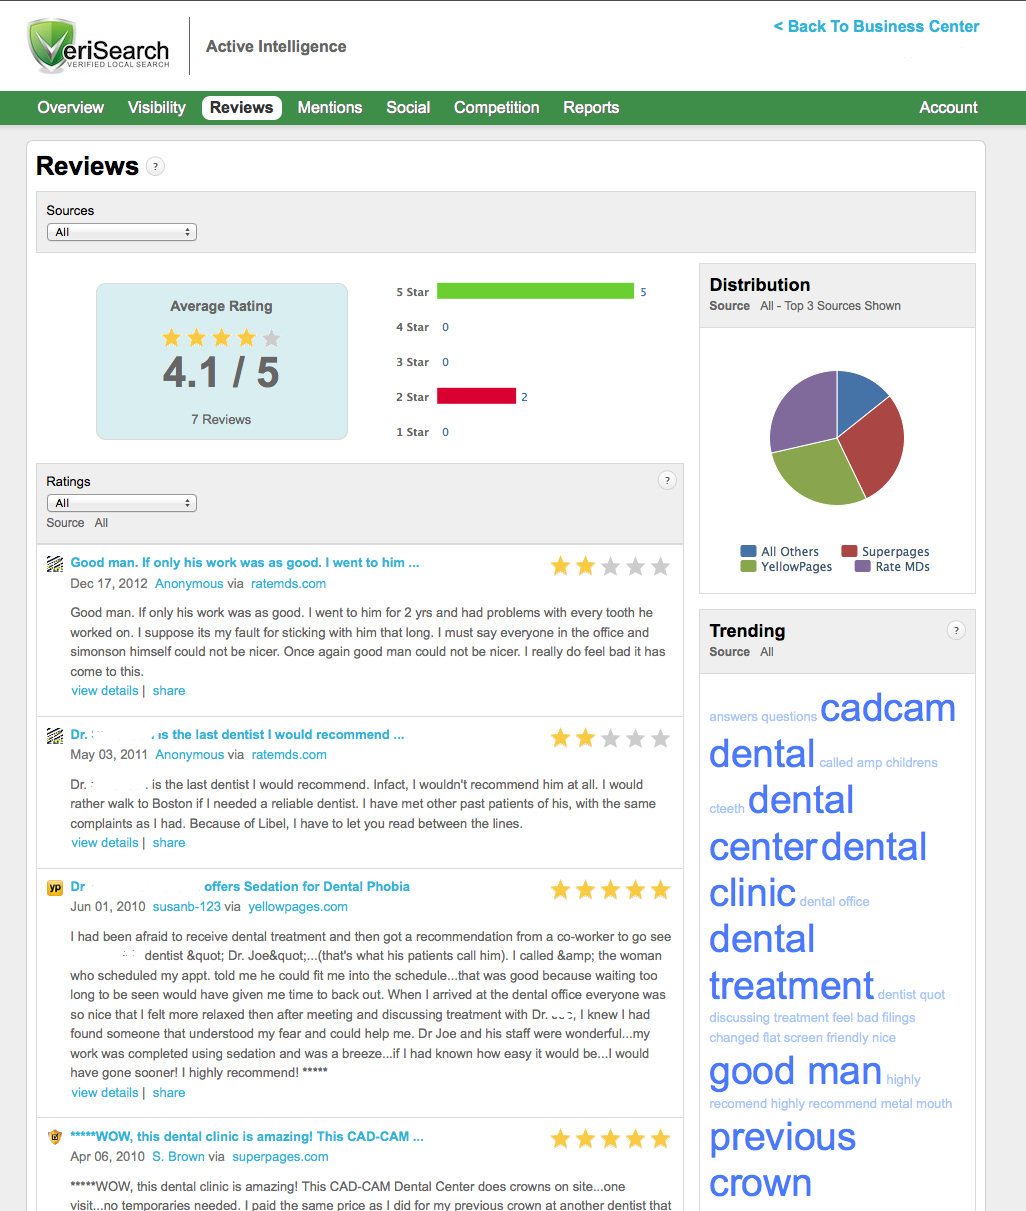 < Back To Business Center
VeriSearch
VERIFIED LOCAL SEARCH
Active Intelligence
Overview Visibility Reviews Mentions Social Competition Reports Account
Reviews ?
Sources
All
Average Rating
4.1 / 5
7 Reviews
5 Star 5
4 Star 0
3 Star 0
2 Star 2
1 Star 0
Distribution
Source All - Top 3 Sources Shown
All Others Superpages
YellowPages Rate MDs
Ratings ?
All
Source All
Good man. If only his work was as good. I went to him ...
Dec 17, 2012 Anonymous via ratemds.com
Good man. If only his work was as good. I went to him for 2 yrs and had problems with every tooth he
worked on. I suppose its my fault for sticking with him that long. I must say everyone in the office and
simonson himself could not be nicer. Once again good man could not be nicer. I really do feel bad it has
come to this.
view details | share
Dr. is the last dentist I would recommend ...
May 03, 2011 Anonymous via ratemds.com
Dr. is the last dentist I would recommend. Infact, I wouldn't recommend him at all. I would
rather walk to Boston if I needed a reliable dentist. I have met other past patients of his, with the same
complaints as I had. Because of Libel, I have to let you read between the lines.
view details | share
yp
Dr offers Sedation for Dental Phobia
Jun 01, 2010 susanb-123 via yellowpages.com
I had been afraid to receive dental treatment and then got a recommendation from a co-worker to go see
dentist &quot; Dr. Joe&quot;...(that's what his patients call him). I called &amp; the woman
who scheduled my appt. told me he could fit me into the schedule...that was good because waiting too
long to be seen would have given me time to back out. When I arrived at the dental office everyone was
so nice that I felt more relaxed then after meeting and discussing treatment with Dr. , I knew I had
found someone that understood my fear and could help me. Dr Joe and his staff were wonderful...my
work was completed using sedation and was a breeze...if I had known how easy it would be...I would
have gone sooner! I highly recommend! *****
view details | share
*****WOW, this dental clinic is amazing! This CAD-CAM ...
Apr 06, 2010 S. Brown via superpages.com
*****WOW, this dental clinic is amazing! This CAD-CAM Dental Center does crowns on site...one
visit...no temporaries needed. I paid the same price as I did for my previous crown at another dentist that
Trending ?
Source All
answers questions cadcam
dental called amp childrens
cteeth dental
center dental
clinic dental office
dental
treatment dentist quot
discussing treatment feel bad filings
changed flat screen friendly nice
good man highly
recomend highly recommend metal mouth
previous
crown